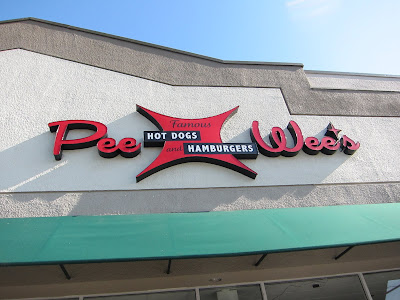 Pee Wee's
Famous
HOT DOGS
and HAMBURGERS